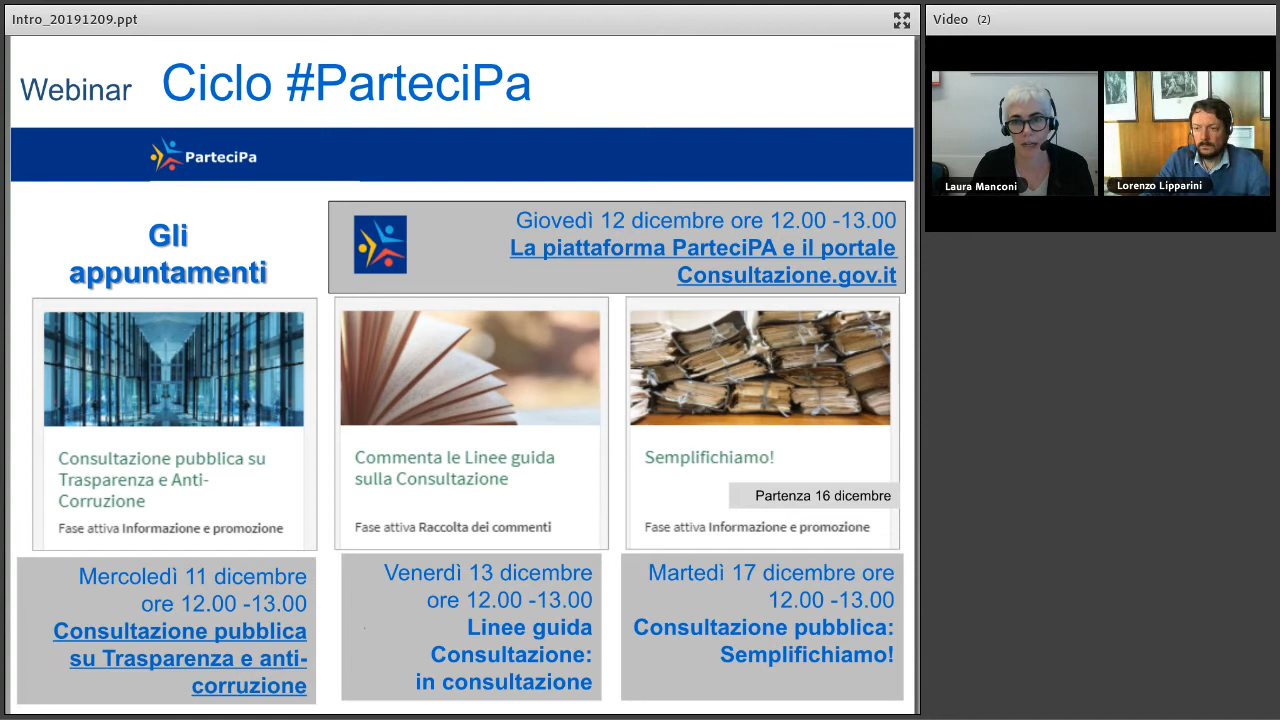 Intro_20191209.ppt
Webinar Ciclo #ParteciPa
ParteciPa
Gli
appuntamenti
Giovedì 12 dicembre ore 12.00 -13.00
La piattaforma ParteciPA e il portale
Consultazione.gov.it
Consultazione pubblica su
Trasparenza e Anti-
Corruzione
Fase attiva Informazione e promozione
Commenta le Linee guida
sulla Consultazione
Fase attiva Raccolta dei commenti
Semplifichiamo!
Partenza 16 dicembre
Fase attiva Informazione e promozione
Mercoledì 11 dicembre
ore 12.00 -13.00
Consultazione pubblica
su Trasparenza e anti-
corruzione
Venerdì 13 dicembre
ore 12.00 -13.00
Linee guida
Consultazione:
in consultazione
Martedì 17 dicembre ore
12.00 -13.00
Consultazione pubblica:
Semplifichiamo!
Video (2)
Laura Manconi
Lorenzo Lipparini